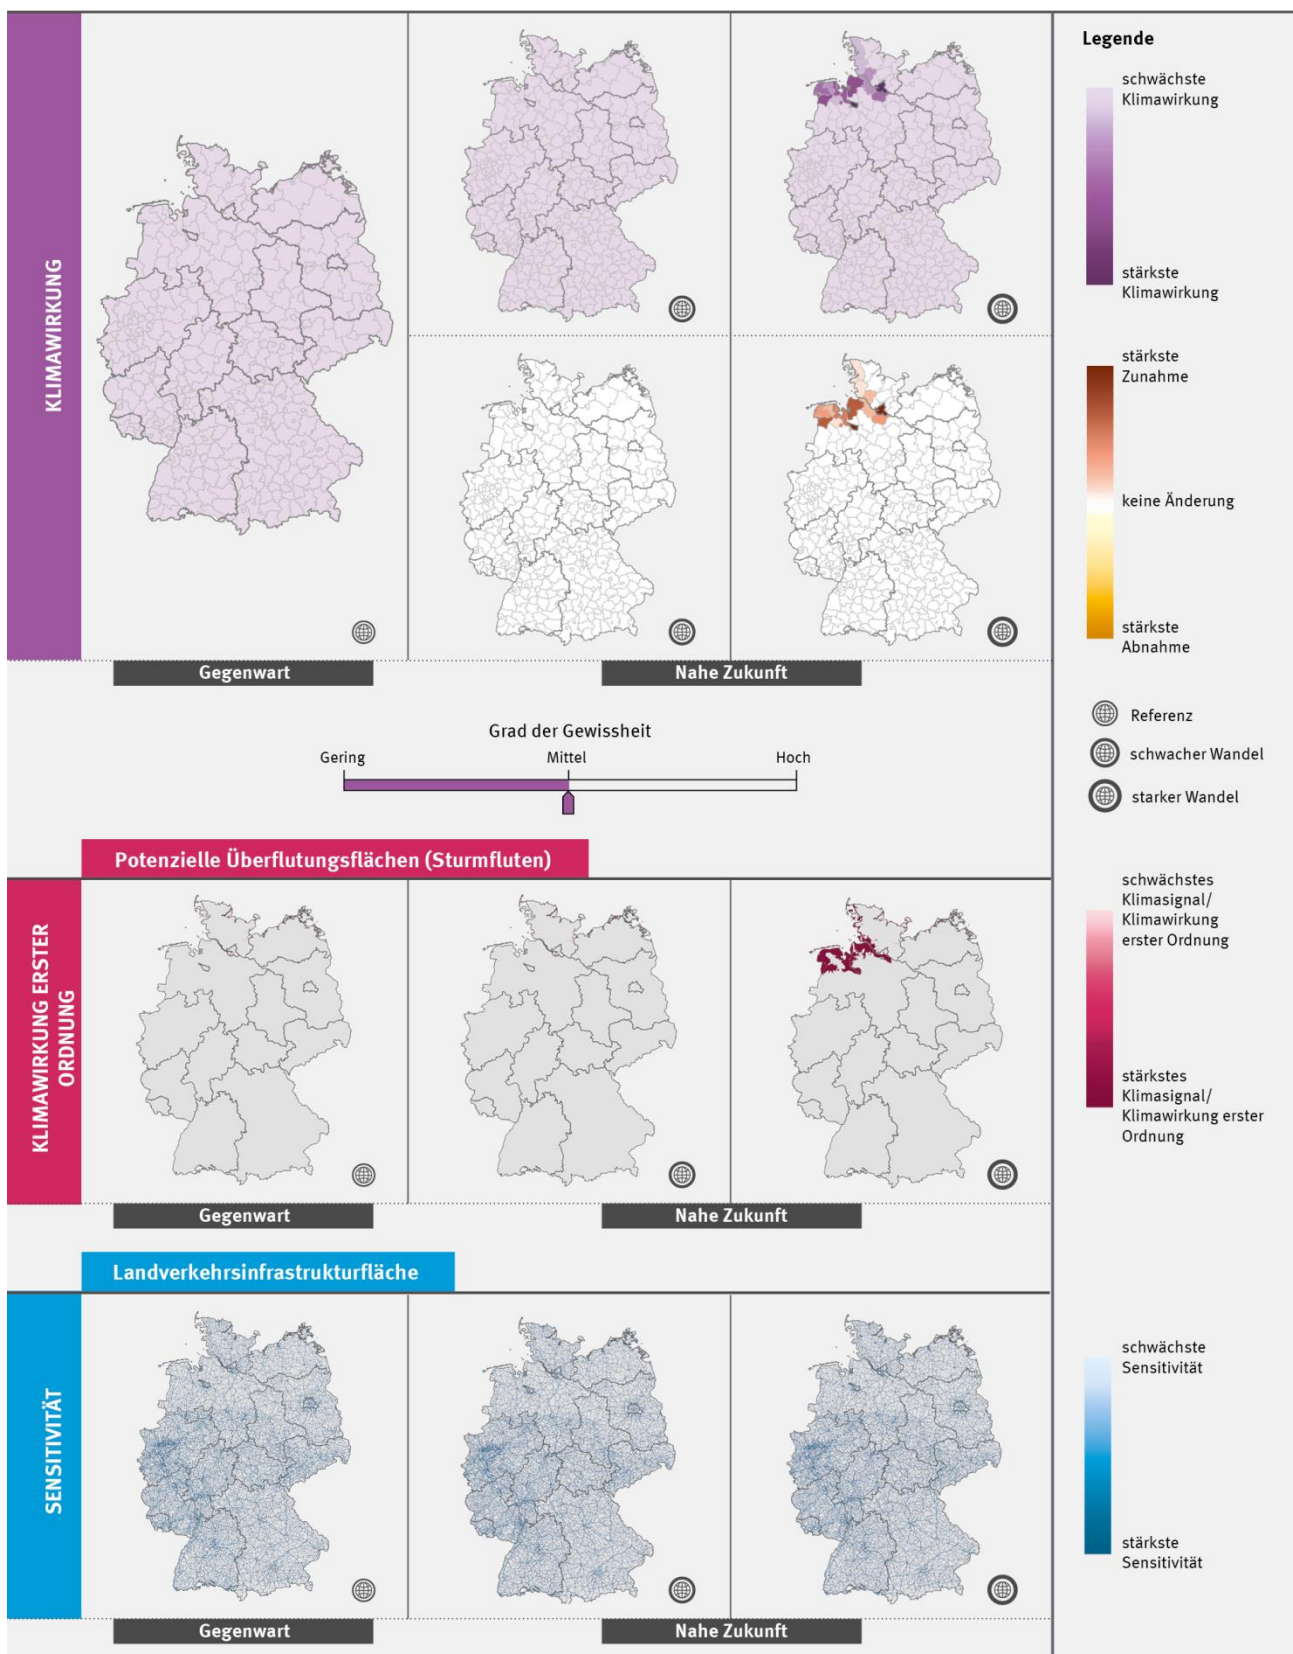 KLIMAWIRKUNG
Gegenwart
Nahe Zukunft
Grad der Gewissheit
Gering
Mittel
Hoch
Potenzielle Überflutungsflächen (Sturmfluten)
KLIMAWIRKUNG ERSTER
ORDNUNG
Gegenwart
Nahe Zukunft
Landverkehrsinfrastrukturfläche
SENSITIVITÄT
Gegenwart
Nahe Zukunft
Legende
schwächste
Klimawirkung
stärkste
Klimawirkung
stärkste
Zunahme
keine Änderung
stärkste
Abnahme
Referenz
schwacher Wandel
starker Wandel
schwächstes
Klimasignal/
Klimawirkung
erster Ordnung
stärkstes
Klimasignal/
Klimawirkung erster
Ordnung
schwächste
Sensitivität
stärkste
Sensitivität